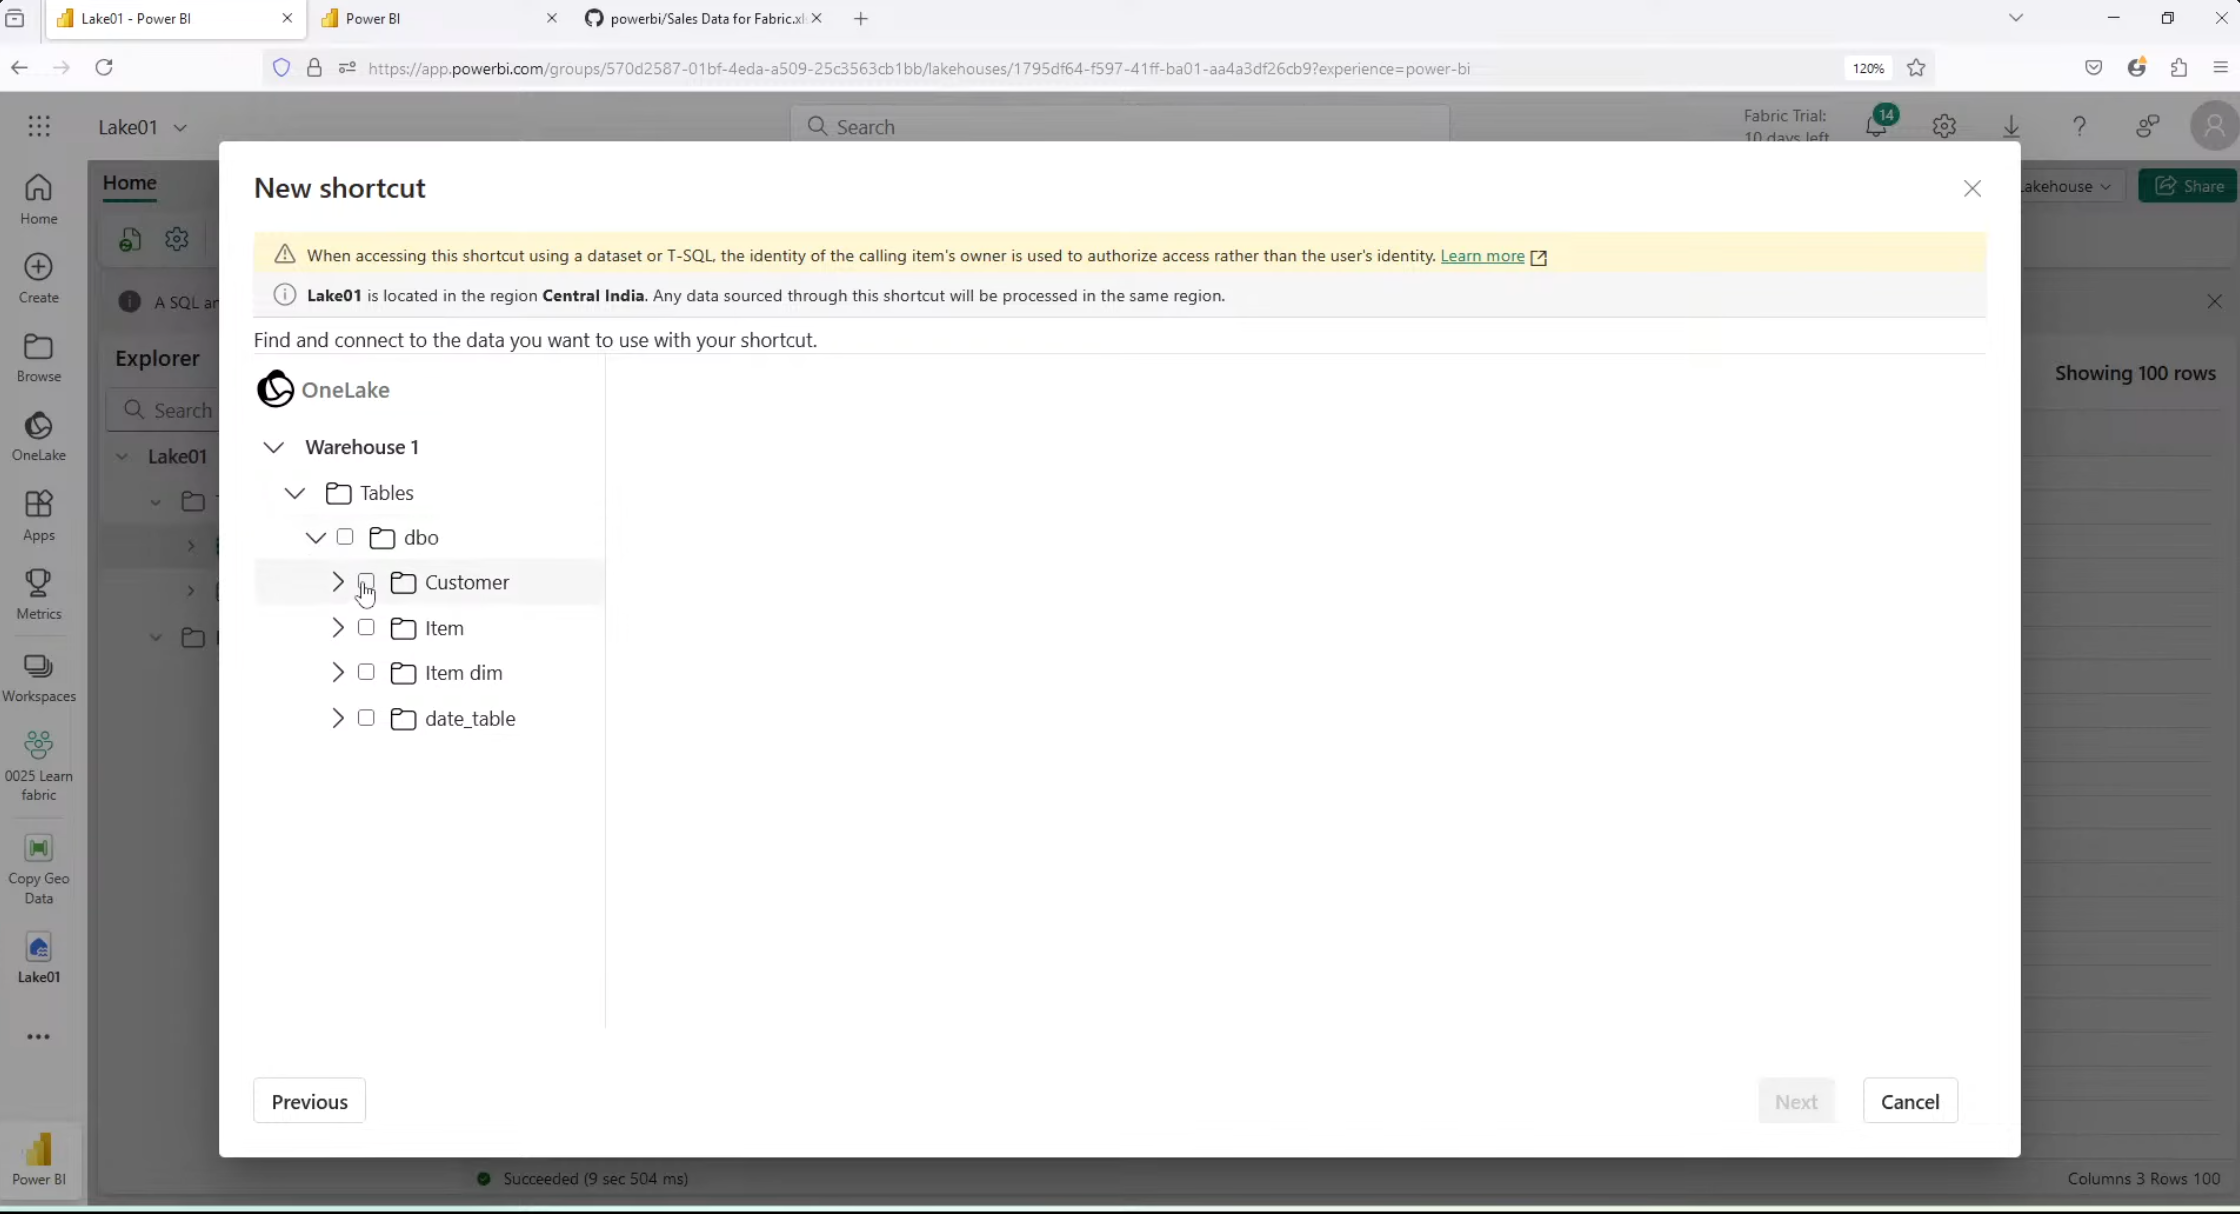 Lake01 - Power BI
Power BI
powerbi/Sales Data for Fabric.xl
https://app.powerbi.com/groups/570d2587-01bf-4eda-a509-25c3563cb1bb/lakehouses/1795df64-f597-41ff-ba01-aa4a3df26cb9?experience=power-bi
120%
Lake01
Search
Fabric Trial:
10 days left
14
Home
Create
Browse
OneLake
Apps
Metrics
Workspaces
0025 Learn
fabric
Copy Geo
Data
Lake01
Power BI
Home
Lakehouse
Share
A SQL an
Explorer
Search
Lake01
Showing 100 rows
New shortcut
When accessing this shortcut using a dataset or T-SQL, the identity of the calling item's owner is used to authorize access rather than the user's identity. Learn more
Lake01 is located in the region Central India. Any data sourced through this shortcut will be processed in the same region.
Find and connect to the data you want to use with your shortcut.
OneLake
Warehouse 1
Tables
dbo
Customer
Item
Item dim
date_table
Previous
Next
Cancel
Succeeded (9 sec 504 ms)
Columns 3 Rows 100